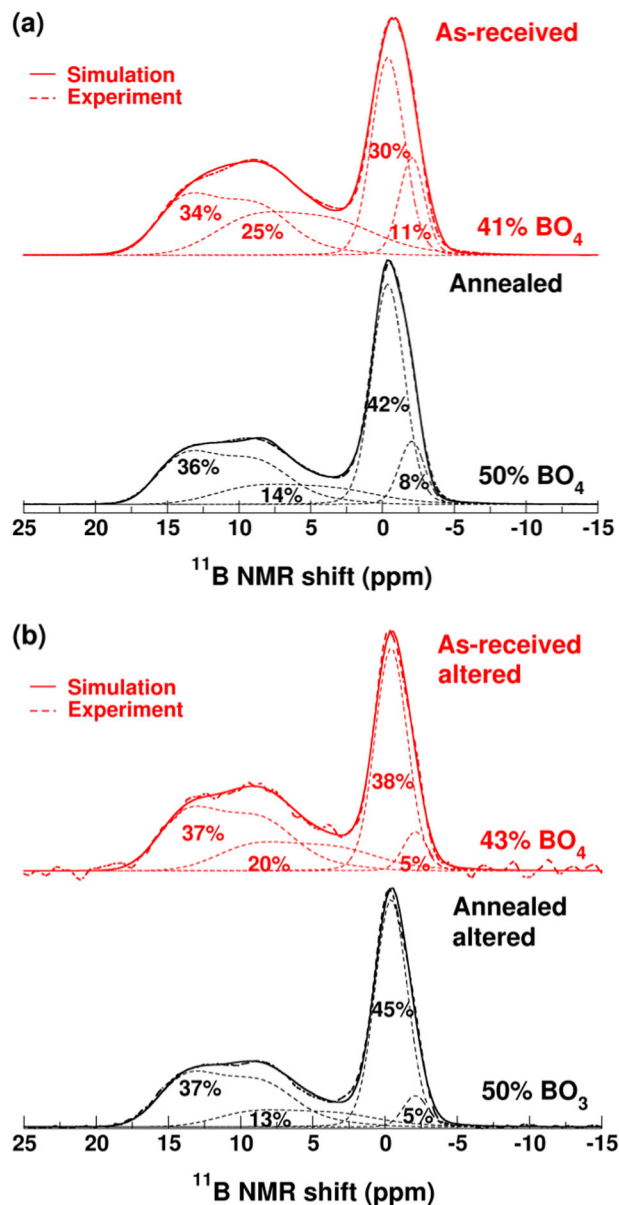 (a)
As-received
Simulation
Experiment
30%
34%
25%
11%
41% BO₄
Annealed
42%
36%
14%
8%
50% BO₄
25 20 15 10 5 0 -5 -10 -15
¹¹B NMR shift (ppm)
(b)
As-received
altered
Simulation
Experiment
38%
37%
20%
5%
43% BO₄
Annealed
altered
45%
37%
13%
5%
50% BO₃
25 20 15 10 5 0 -5 -10 -15
¹¹B NMR shift (ppm)